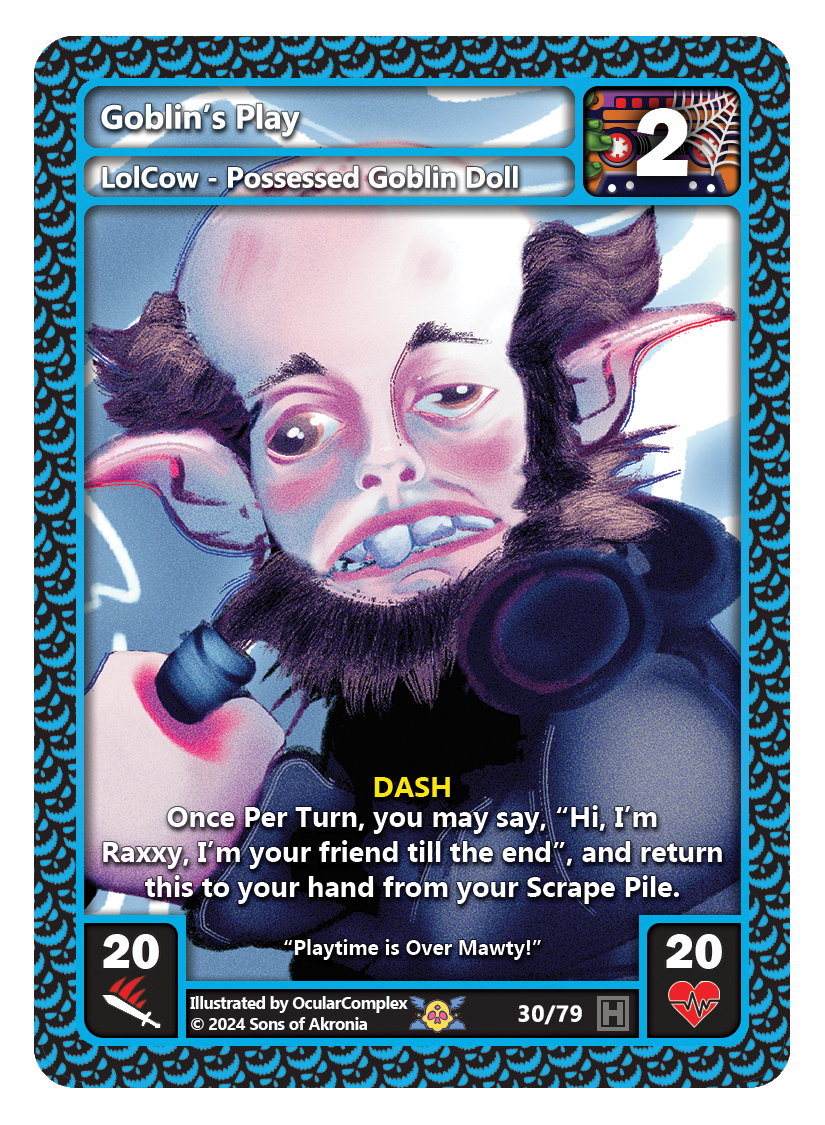 Goblin’s Play
2
LolCow - Possessed Goblin Doll
DASH
Once Per Turn, you may say, “Hi, I’m
Raxxy, I’m your friend till the end”, and return
this to your hand from your Scrape Pile.
“Playtime is Over Mawty!”
20
20
Illustrated by OcularComplex
© 2024 Sons of Akronia
30/79
H